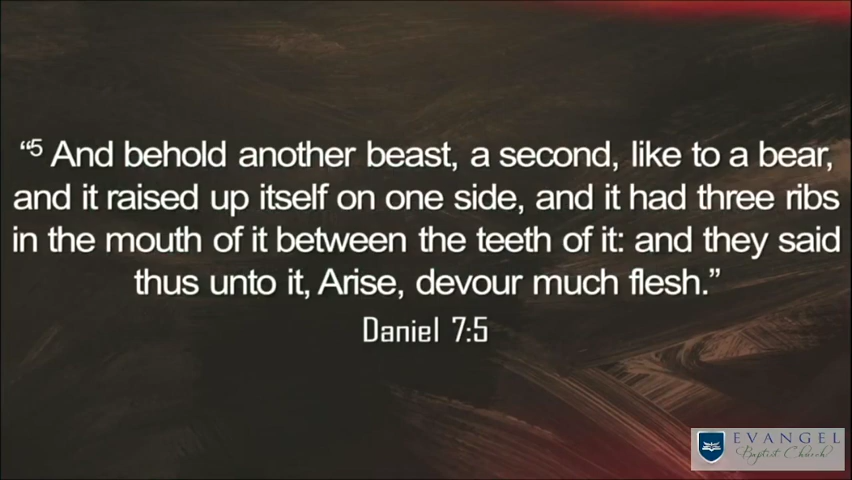 “⁵ And behold another beast, a second, like to a bear,
and it raised up itself on one side, and it had three ribs
in the mouth of it between the teeth of it: and they said
thus unto it, Arise, devour much flesh.”
Daniel 7:5
EVANGEL
Baptist Church